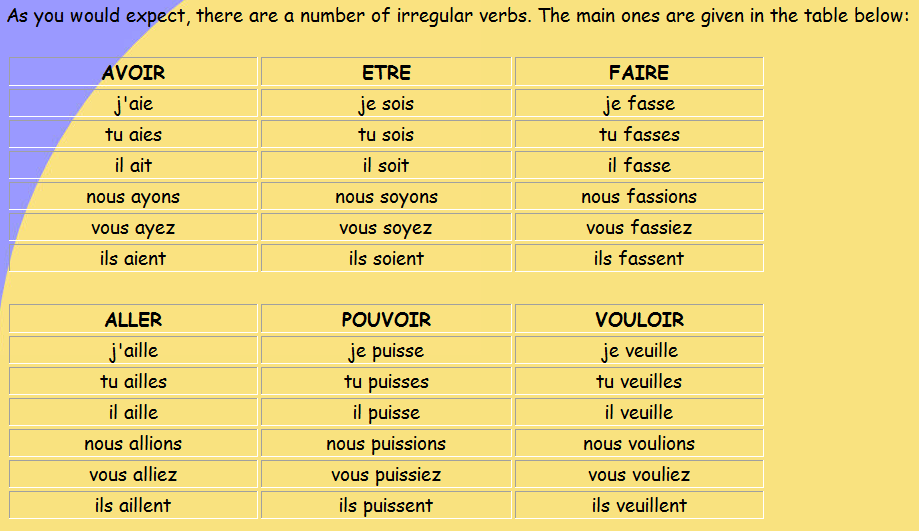 As you would expect, there are a number of irregular verbs. The main ones are given in the table below:
AVOIR ETRE FAIRE
j'aie je sois je fasse
tu aies tu sois tu fasses
il ait il soit il fasse
nous ayons nous soyons nous fassions
vous ayez vous soyez vous fassiez
ils aient ils soient ils fassent
ALLER POUVOIR VOULOIR
j'aille je puisse je veuille
tu ailles tu puisses tu veuilles
il aille il puisse il veuille
nous allions nous puissions nous voulions
vous alliez vous puissiez vous vouliez
ils aillent ils puissent ils veuillent